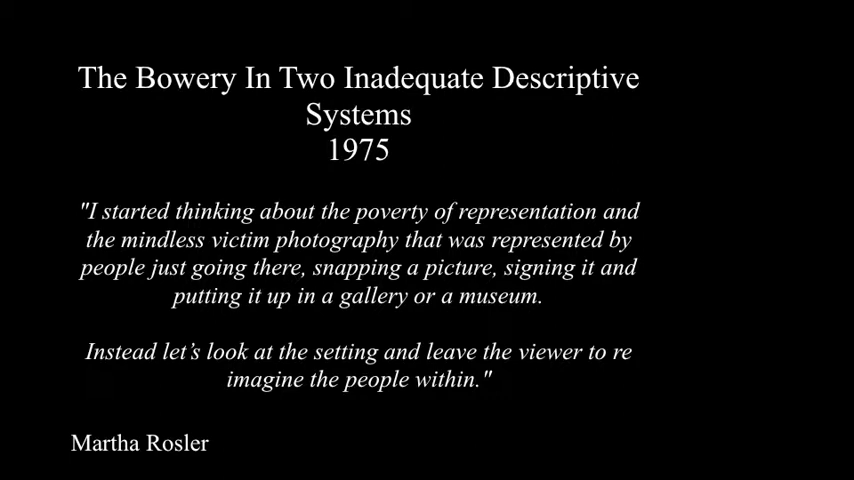 The Bowery In Two Inadequate Descriptive
Systems
1975
"I started thinking about the poverty of representation and
the mindless victim photography that was represented by
people just going there, snapping a picture, signing it and
putting it up in a gallery or a museum.
Instead let’s look at the setting and leave the viewer to re
imagine the people within."
Martha Rosler